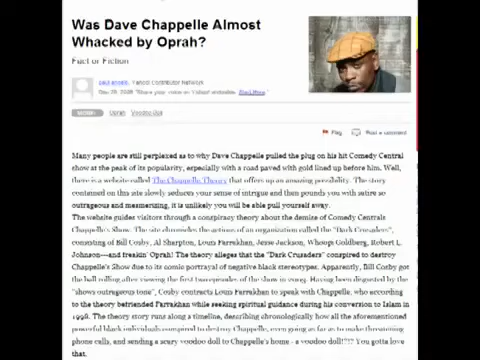 Was Dave Chappelle Almost
Whacked by Oprah?
Fact or Fiction
Yahoo! Contributor Network
Flag
Post a comment
Many people are still perplexed as to why Dave Chappelle pulled the plug on his hit Comedy Central
show at the peak of its popularity, especially with a road paved with gold lined up before him. Well,
there is a website called The Chappelle Theory that offers up an amusing possibility. The story
contained on this site slowly seduces your sense of intrigue and then pounds you with satire so
outrageous and mesmerizing, it is unlikely you will be able pull yourself away.
The website guides visitors through a conspiracy theory about the demise of Comedy Centrals
Chappelle's Show. The site chronicles the actions of an organization called the "Dark Crusaders",
consisting of Bill Cosby, Al Sharpton, Louis Farrakhan, Jesse Jackson, Whoopi Goldberg, Robert L.
Johnson---and freakin' Oprah! The theory alleges that the "Dark Crusaders" conspired to destroy
Chappelle's Show due to its comic portrayal of negative black stereotypes. Apparently, Bill Cosby got
the ball rolling after viewing the first two episodes of the show in 2003. Having been disgusted by the
"shows outrageous tone", Cosby contracts Louis Farrakhan to speak with Chappelle, who according
to the theory befriended Farrakhan while seeking spiritual guidance during his conversion to Islam in
1998. The theory story runs along a timeline, describing chronologically how all the aforementioned
powerful black individuals conspired to destroy Chappelle, even going as far as to make threatening
phone calls, and sending a scary voodoo doll to Chappelle's home - a voodoo doll!?!? You gotta love
that.